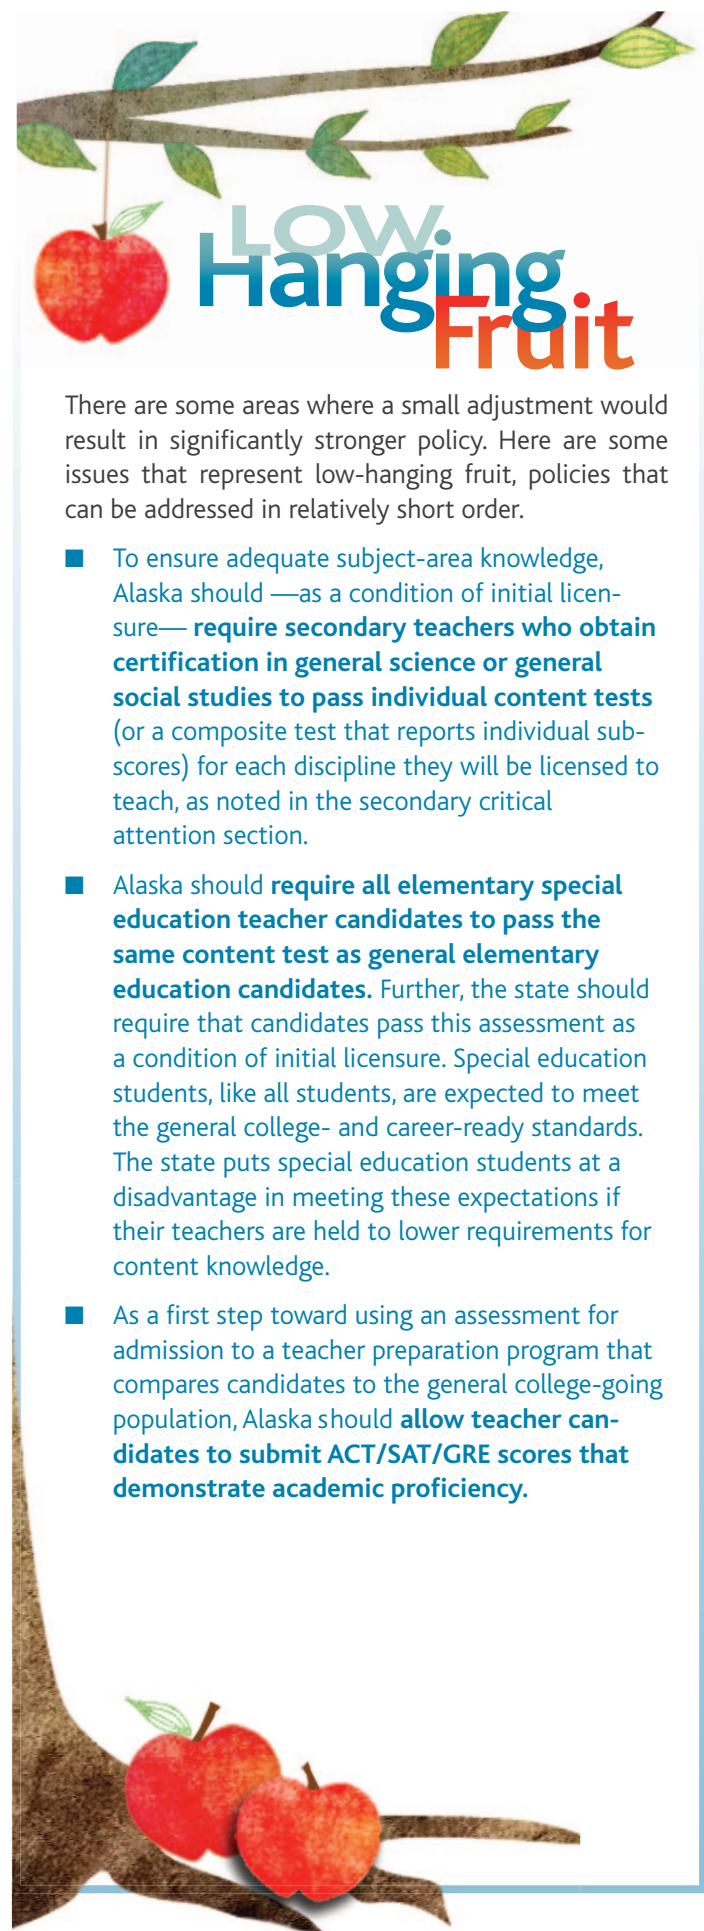 LOW
Hanging
Fruit
There are some areas where a small adjustment would
result in significantly stronger policy. Here are some
issues that represent low-hanging fruit, policies that
can be addressed in relatively short order.
■ To ensure adequate subject-area knowledge,
Alaska should —as a condition of initial licen-
sure— require secondary teachers who obtain
certification in general science or general
social studies to pass individual content tests
(or a composite test that reports individual sub-
scores) for each discipline they will be licensed to
teach, as noted in the secondary critical
attention section.
■ Alaska should require all elementary special
education teacher candidates to pass the
same content test as general elementary
education candidates. Further, the state should
require that candidates pass this assessment as
a condition of initial licensure. Special education
students, like all students, are expected to meet
the general college- and career-ready standards.
The state puts special education students at a
disadvantage in meeting these expectations if
their teachers are held to lower requirements for
content knowledge.
■ As a first step toward using an assessment for
admission to a teacher preparation program that
compares candidates to the general college-going
population, Alaska should allow teacher can-
didates to submit ACT/SAT/GRE scores that
demonstrate academic proficiency.